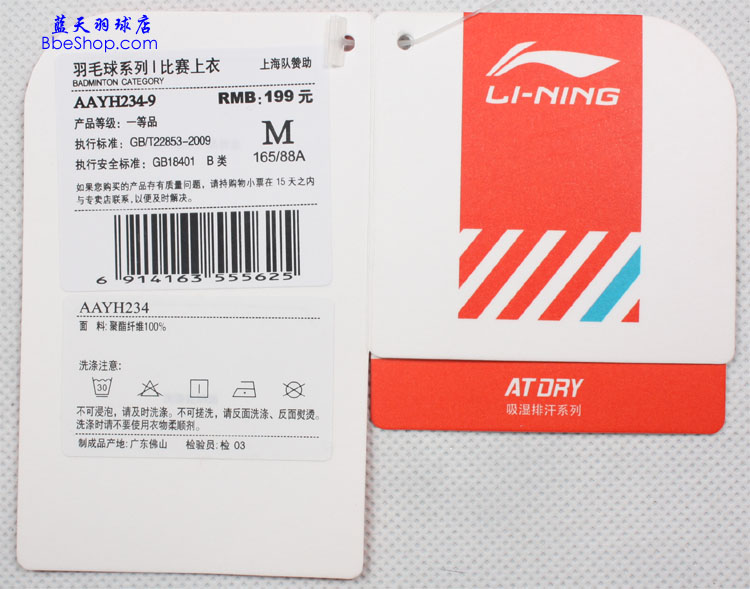 蓝天羽球店
BbeShop.com
羽毛球系列 | 比赛上衣 上海队赞助
BADMINTON CATEGORY
AAYH234-9 RMB: 199 元
产品等级: 一等品
执行标准: GB/T22853-2009 M
执行安全标准: GB18401 B 类 165/88A
如果您购买的产品存有质量问题，请持购物小票在 15 天之内
与专卖店联系,以便及时解决。
6 914163 555625
AAYH234
面 料: 聚酯纤维100%
洗涤注意:
30
不可浸泡，请及时洗涤。不可搓洗，请反面洗涤、反面熨烫。
洗涤时请不要使用衣物柔顺剂。
制成品产地: 广东佛山 检验员: 检 03
LI-NING
AT DRY
吸湿排汗系列